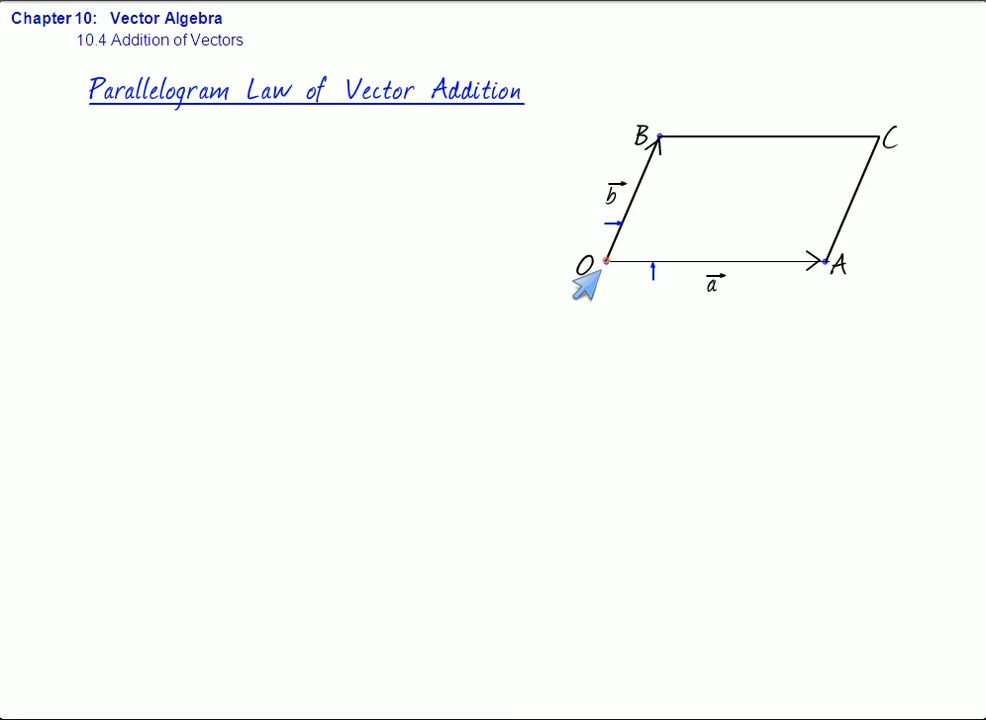 Chapter 10: Vector Algebra
10.4 Addition of Vectors
Parallelogram Law of Vector Addition
B
C
b
O
A
a